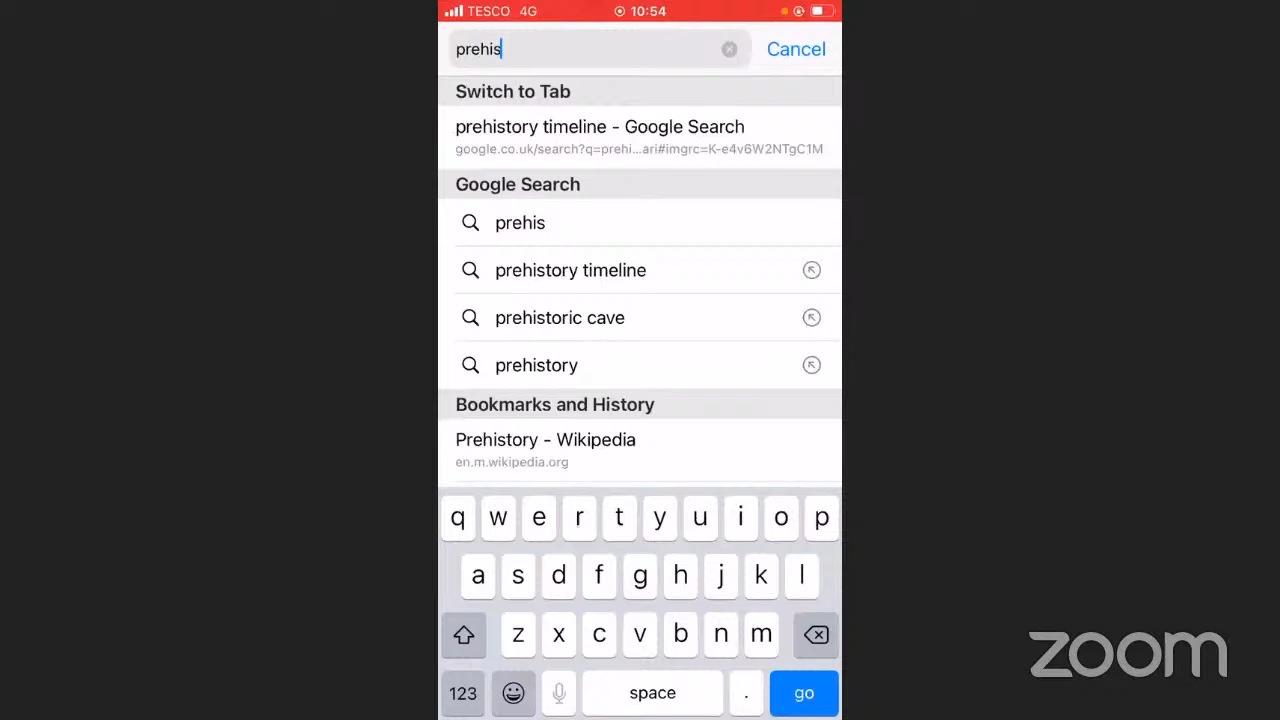 TESCO 4G 10:54
prehis Cancel
Switch to Tab
prehistory timeline - Google Search
google.co.uk/search?q=prehi...ari#imgrc=K-e4v6W2NTgC1M
Google Search
prehis
prehistory timeline
prehistoric cave
prehistory
Bookmarks and History
Prehistory - Wikipedia
en.m.wikipedia.org
q w e r t y u i o p
a s d f g h j k l
z x c v b n m
123 space . go
zoom